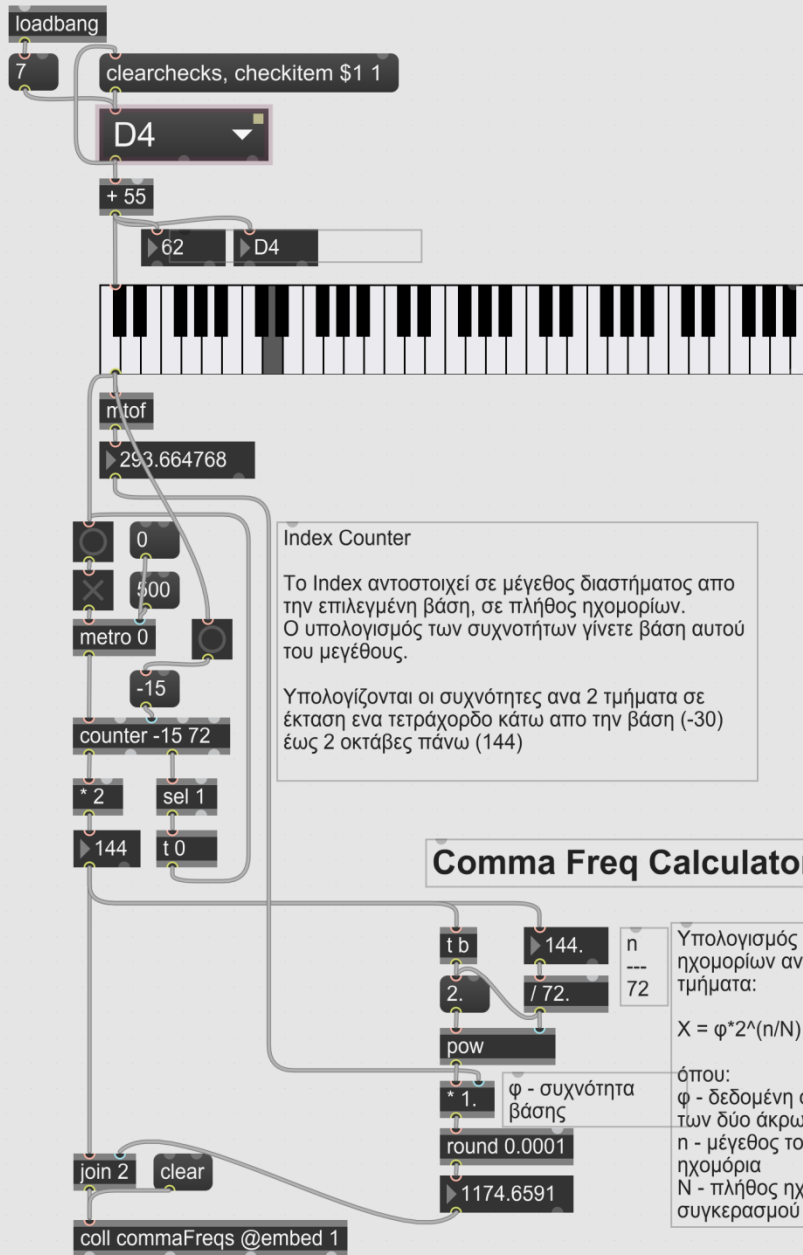 loadbang
7
clearchecks, checkitem $1 1
D4
+ 55
62
D4
mtof
293.664768
0
500
metro 0
-15
counter -15 72
* 2
sel 1
144
t 0
Index Counter
Το Index αντοστοιχεί σε μέγεθος διαστήματος απο
την επιλεγμένη βάση, σε πλήθος ηχομορίων.
Ο υπολογισμός των συχνοτήτων γίνετε βάση αυτού
του μεγέθους.
Υπολογίζονται οι συχνότητες ανα 2 τμήματα σε
έκταση ενα τετράχορδο κάτω απο την βάση (-30)
έως 2 οκτάβες πάνω (144)
Comma Freq Calculator
t b
144.
n
---
72
2.
/ 72.
pow
* 1.
φ - συχνότητα
βάσης
round 0.0001
1174.6591
Υπολογισμός
ηχομορίων αν
τμήματα:
X = φ*2^(n/N)
όπου:
φ - δεδομένη
των δύο άκρω
n - μέγεθος το
ηχομόρια
N - πλήθος ηχ
συγκερασμού
join 2
clear
coll commaFreqs @embed 1